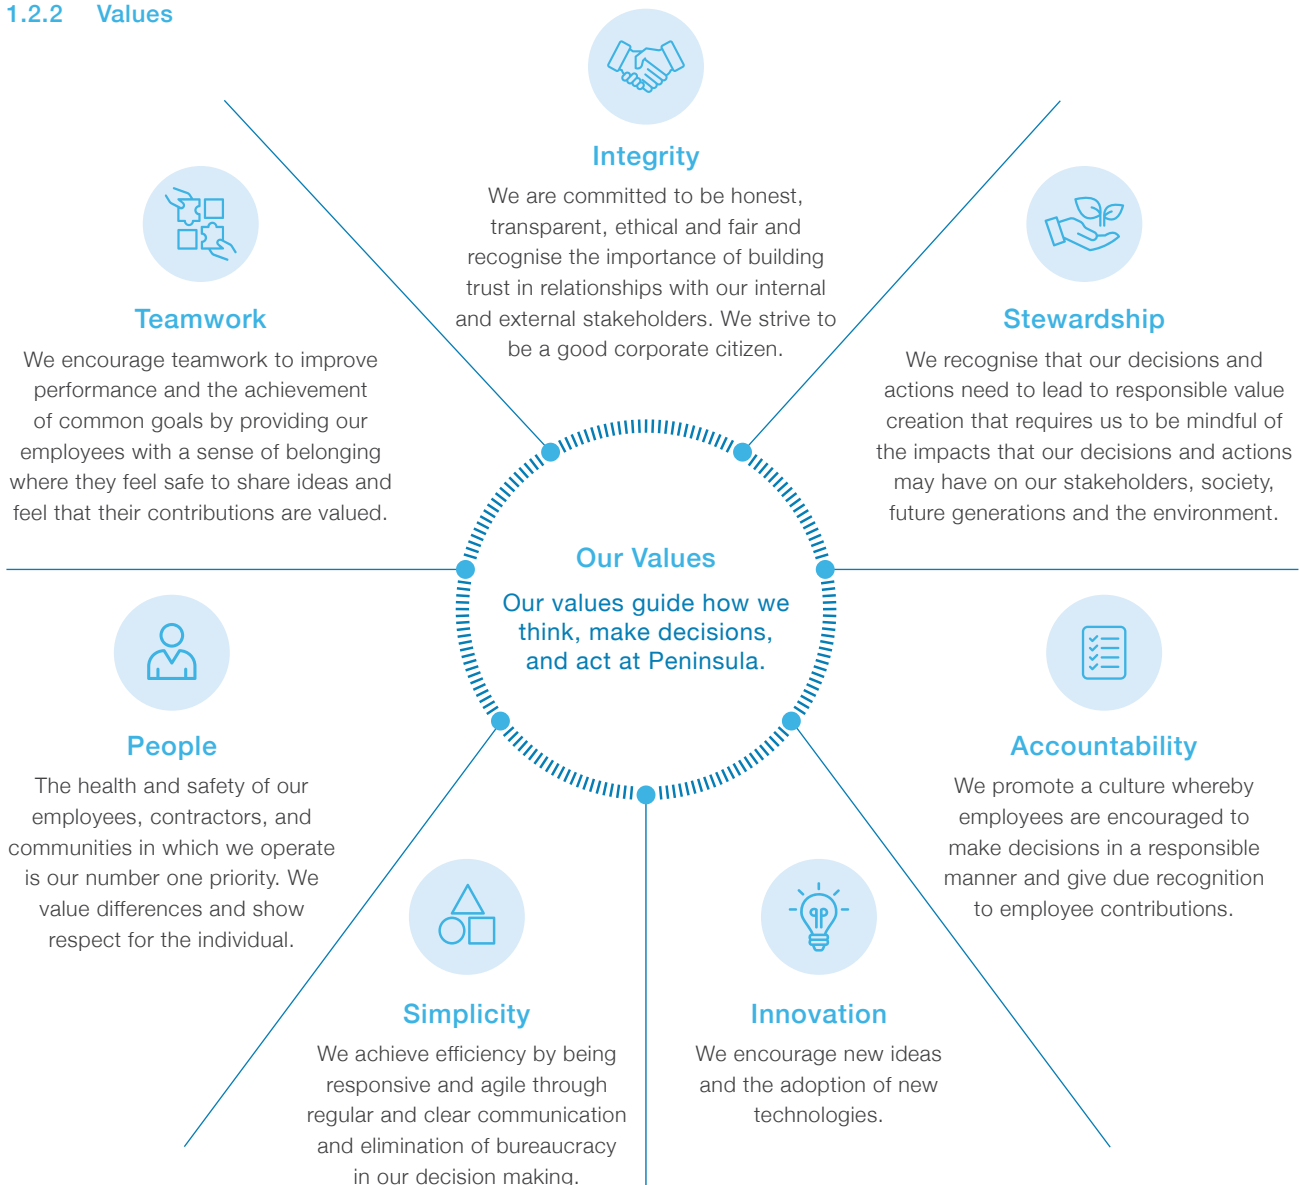 1.2.2 Values
Integrity
We are committed to be honest,
transparent, ethical and fair and
recognise the importance of building
trust in relationships with our internal
and external stakeholders. We strive to
be a good corporate citizen.
Teamwork
We encourage teamwork to improve
performance and the achievement
of common goals by providing our
employees with a sense of belonging
where they feel safe to share ideas and
feel that their contributions are valued.
Stewardship
We recognise that our decisions and
actions need to lead to responsible value
creation that requires us to be mindful of
the impacts that our decisions and actions
may have on our stakeholders, society,
future generations and the environment.
Our Values
Our values guide how we
think, make decisions,
and act at Peninsula.
People
The health and safety of our
employees, contractors, and
communities in which we operate
is our number one priority. We
value differences and show
respect for the individual.
Accountability
We promote a culture whereby
employees are encouraged to
make decisions in a responsible
manner and give due recognition
to employee contributions.
Simplicity
We achieve efficiency by being
responsive and agile through
regular and clear communication
and elimination of bureaucracy
in our decision making.
Innovation
We encourage new ideas
and the adoption of new
technologies.